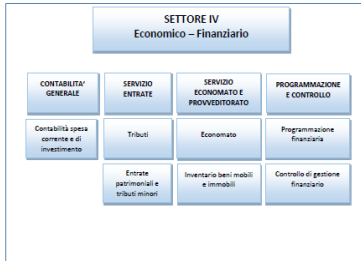 SETTORE IV
Economico – Finanziario
CONTABILITA'
GENERALE
SERVIZIO
ENTRATE
SERVIZIO
ECONOMATO E
PROVVEDITORATO
PROGRAMMAZIONE
E CONTROLLO
Contabilità spesa
corrente e di
investimento
Tributi
Economato
Programmazione
finanziaria
Entrate
patrimoniali e
tributi minori
Inventario beni mobili
e immobili
Controllo di gestione
finanziario